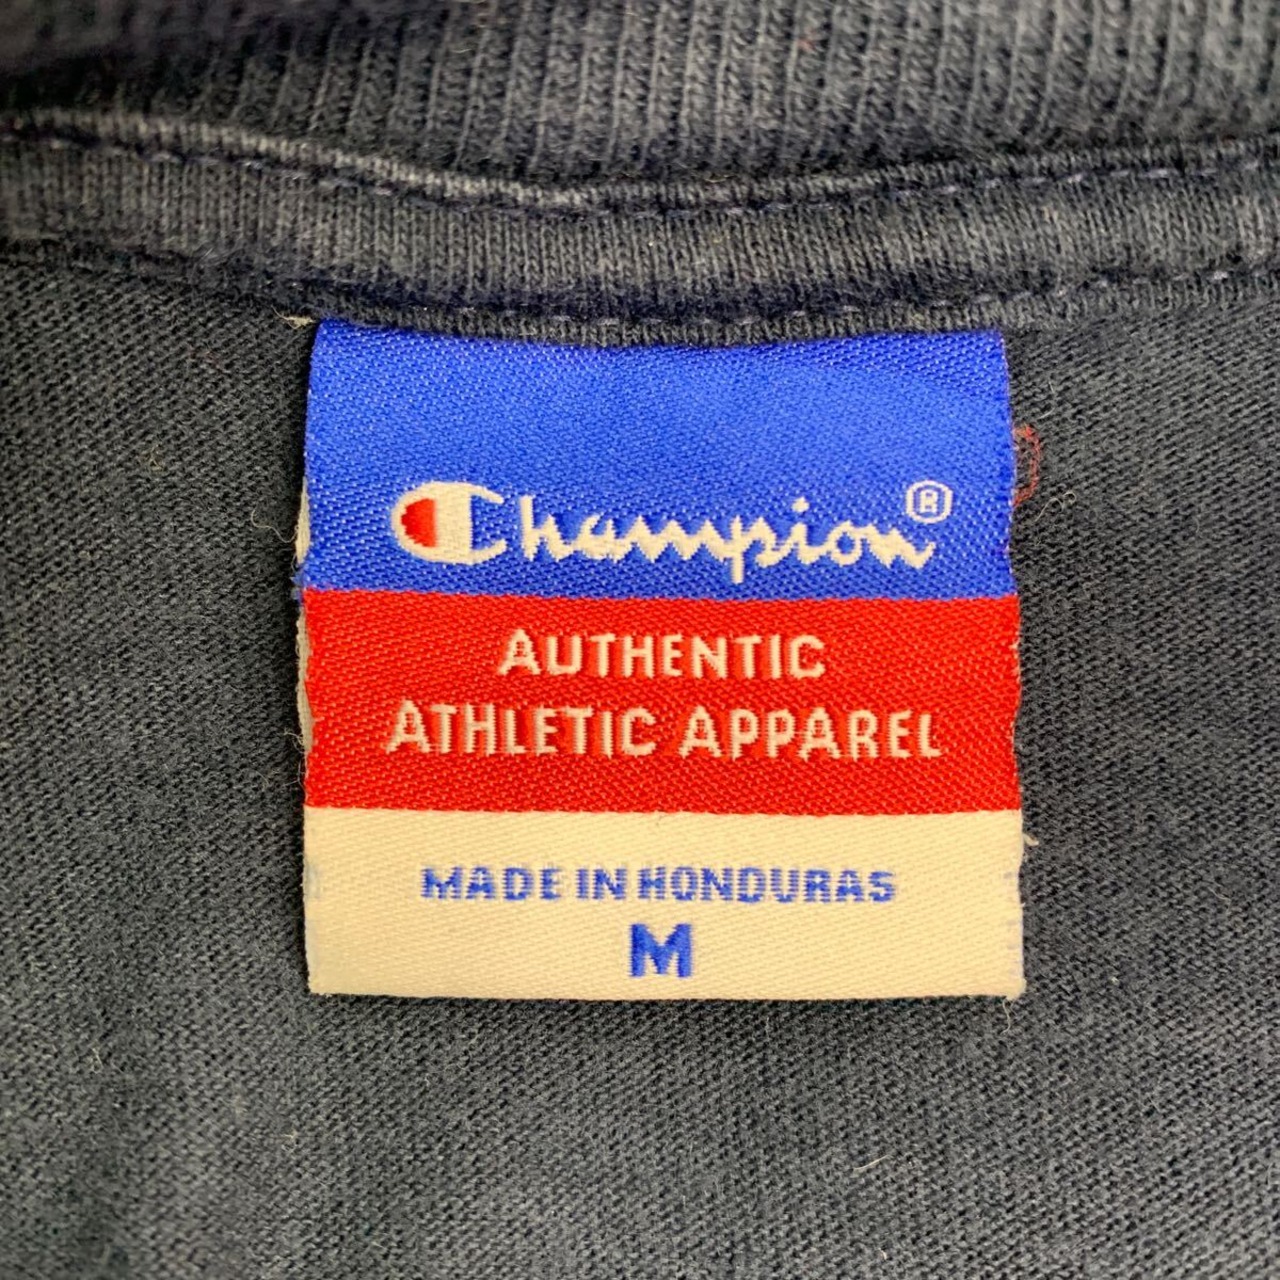 Champion®
AUTHENTIC
ATHLETIC APPAREL
MADE IN HONDURAS
M